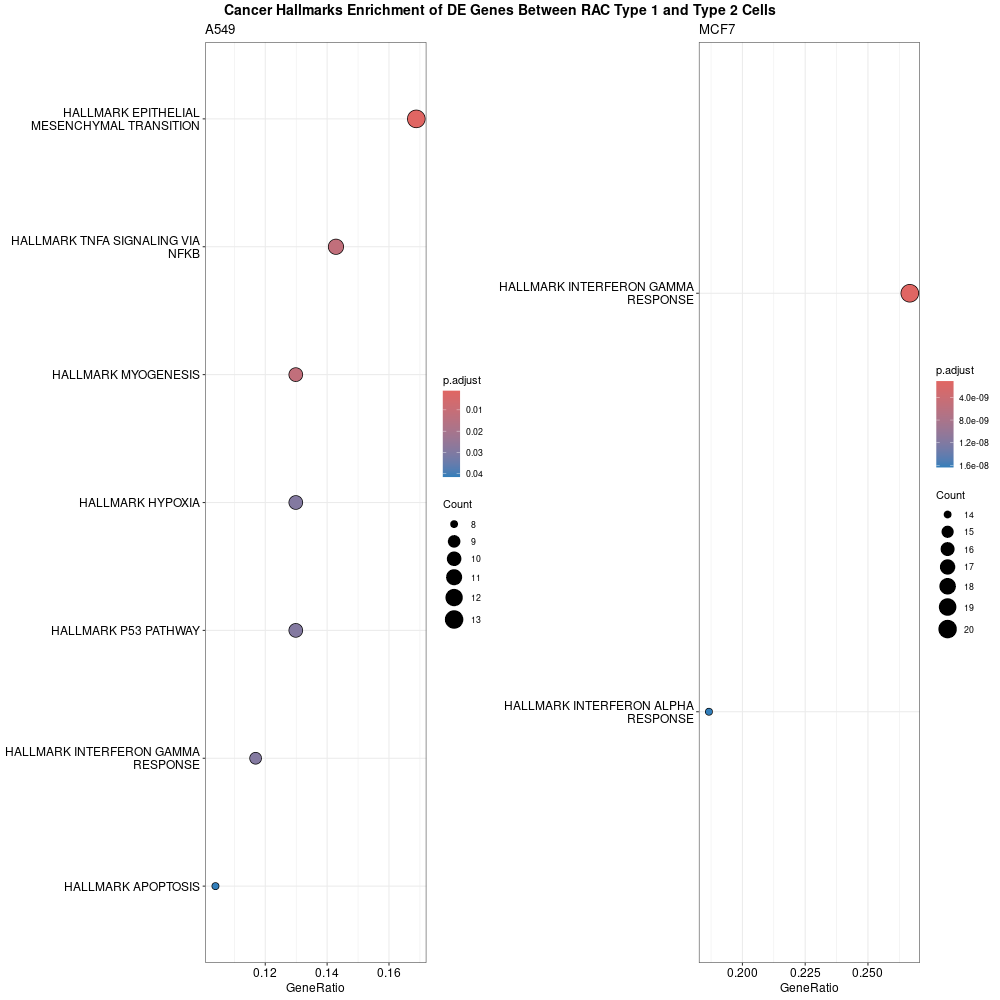 Cancer Hallmarks Enrichment of DE Genes Between RAC Type 1 and Type 2 Cells
A549
HALLMARK EPITHELIAL
MESENCHYMAL TRANSITION
HALLMARK TNFA SIGNALING VIA
NFKB
HALLMARK MYOGENESIS
HALLMARK HYPOXIA
HALLMARK P53 PATHWAY
HALLMARK INTERFERON GAMMA
RESPONSE
HALLMARK APOPTOSIS
0.12 0.14 0.16
GeneRatio
p.adjust
0.01
0.02
0.03
0.04
Count
8
9
10
11
12
13
MCF7
HALLMARK INTERFERON GAMMA
RESPONSE
HALLMARK INTERFERON ALPHA
RESPONSE
0.200 0.225 0.250
GeneRatio
p.adjust
4.0e-09
8.0e-09
1.2e-08
1.6e-08
Count
14
15
16
17
18
19
20